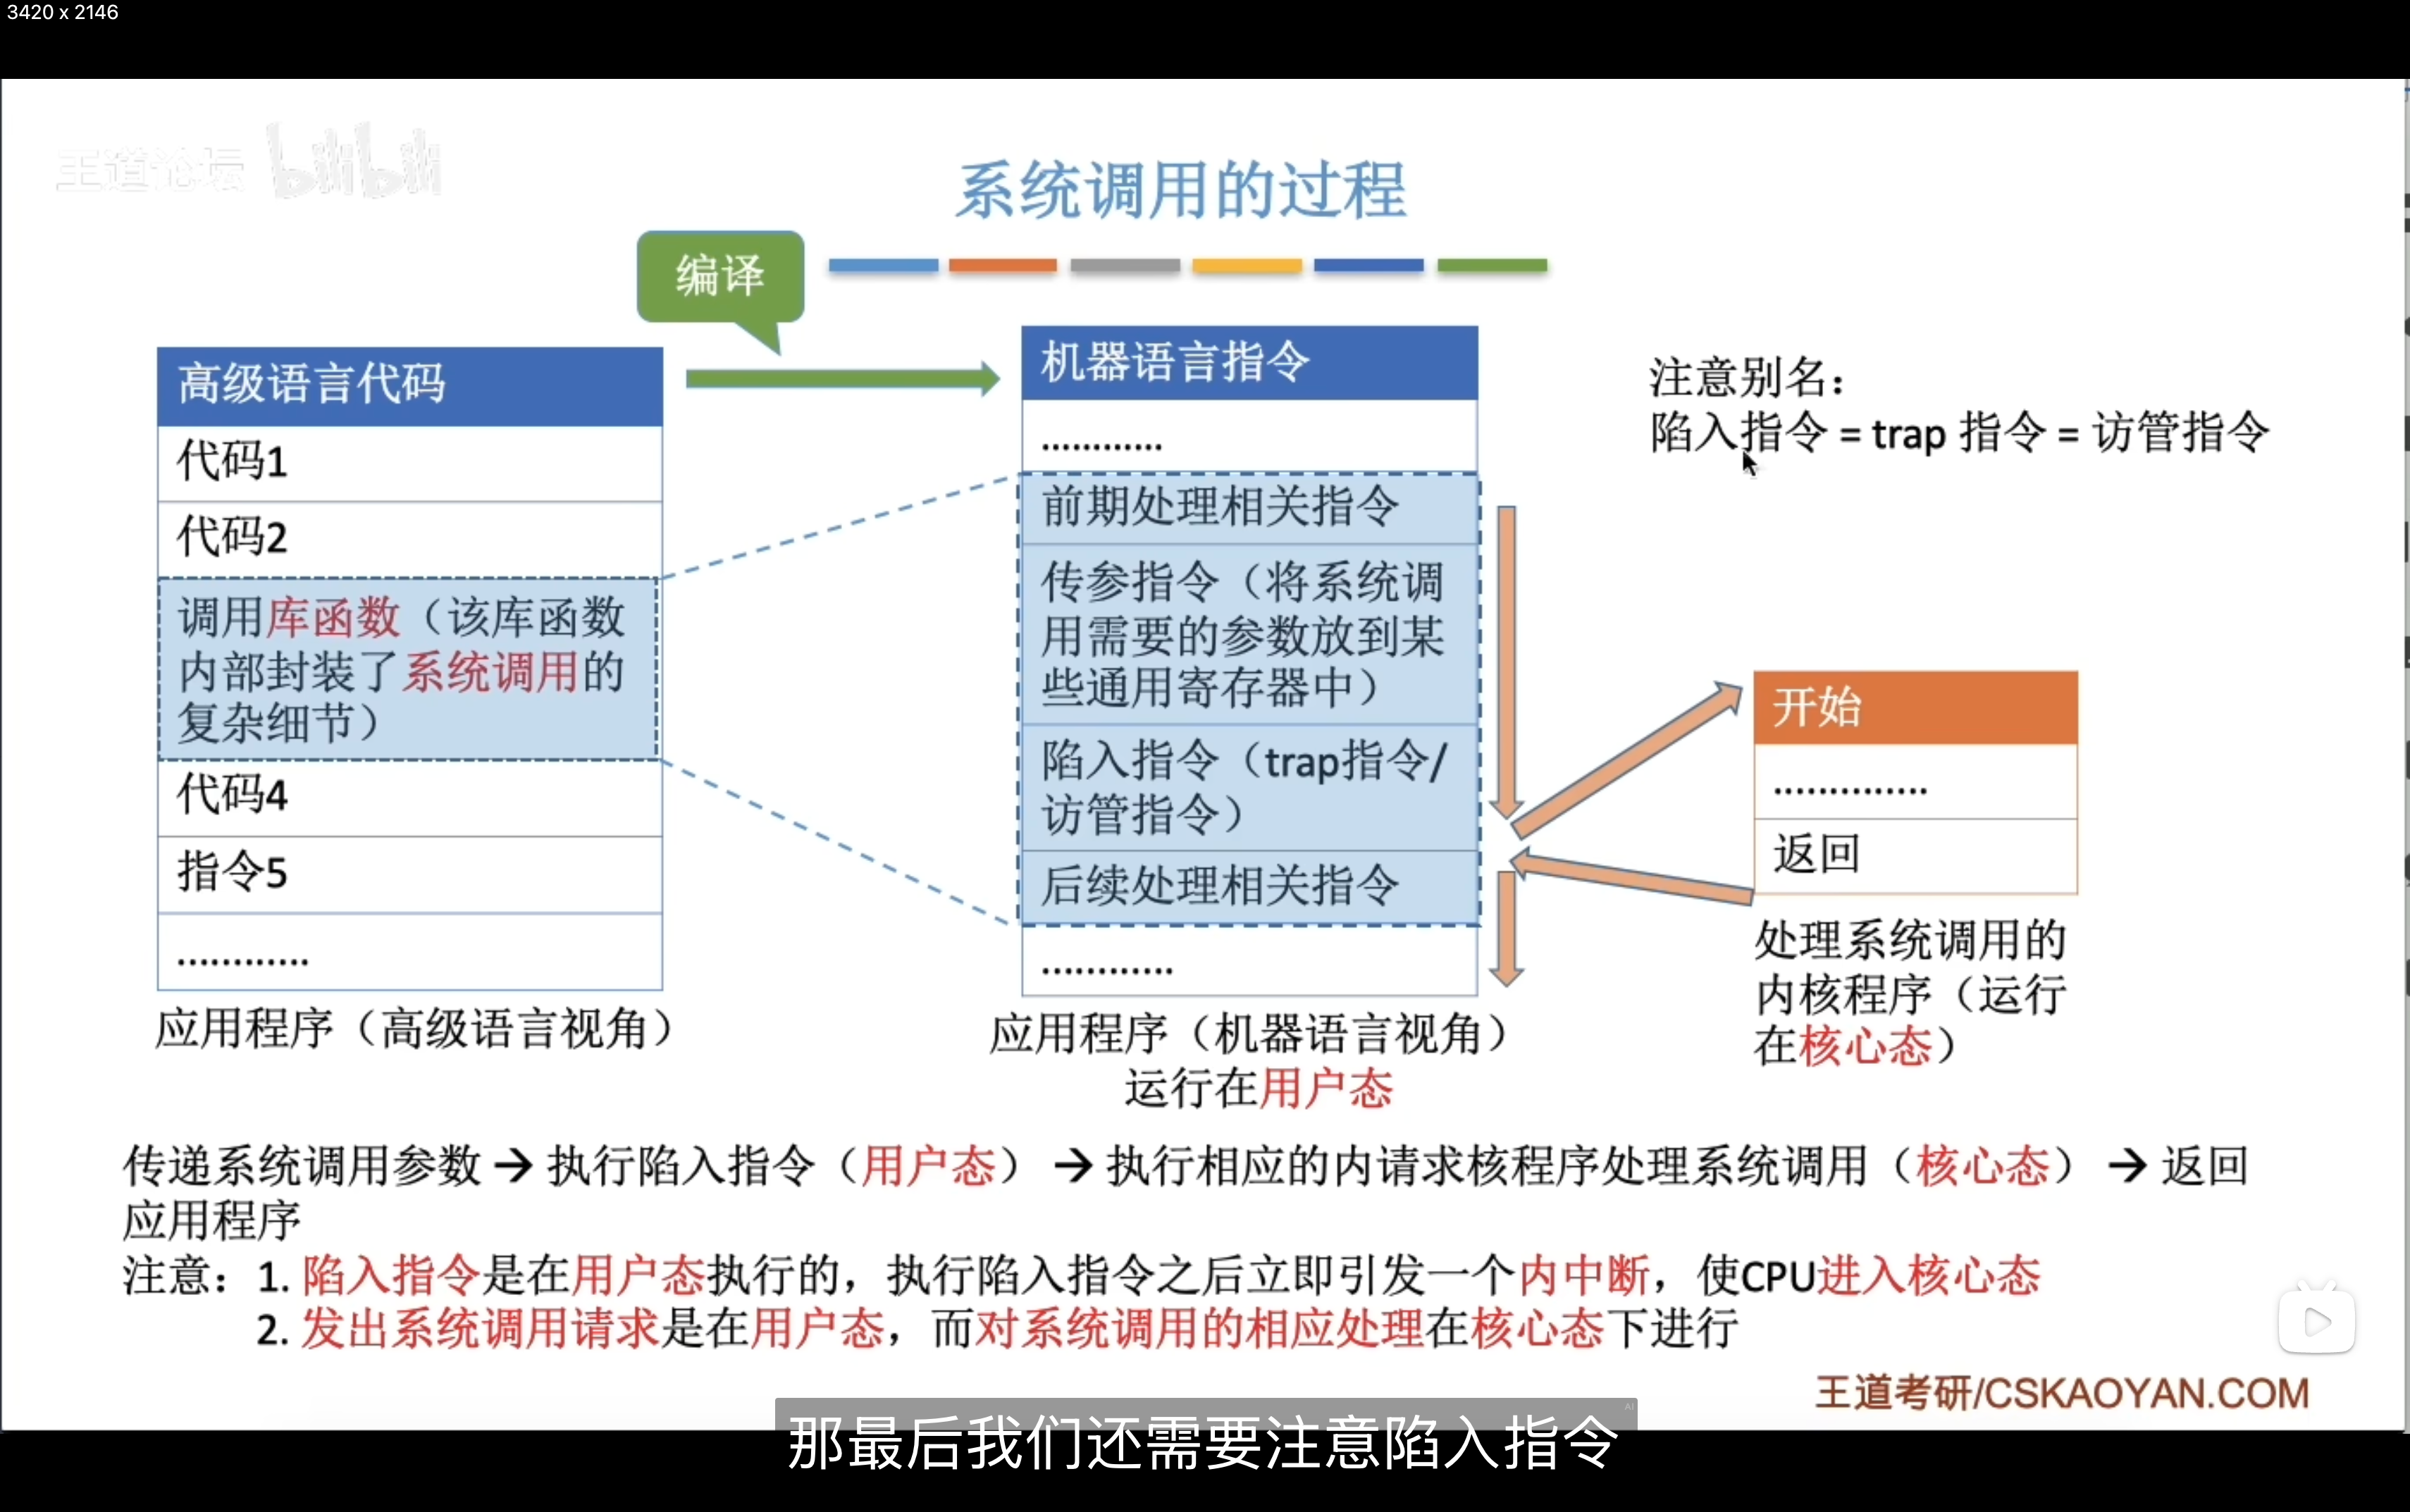 3420 x 2146
王道论坛 bilibili
系统调用的过程
编译
高级语言代码
代码1
代码2
调用库函数（该库函数
内部封装了系统调用的
复杂细节）
代码4
指令5
…………
应用程序（高级语言视角）
机器语言指令
…………
前期处理相关指令
传参指令（将系统调
用需要的参数放到某
些通用寄存器中）
陷入指令（trap指令/
访管指令）
后续处理相关指令
…………
应用程序（机器语言视角）
运行在用户态
注意别名：
陷入指令 = trap 指令 = 访管指令
开始
……………
返回
处理系统调用的
内核程序（运行
在核心态）
传递系统调用参数 → 执行陷入指令（用户态） → 执行相应的内请求核程序处理系统调用（核心态） → 返回
应用程序
注意：1. 陷入指令是在用户态执行的，执行陷入指令之后立即引发一个内中断，使CPU进入核心态
2. 发出系统调用请求是在用户态，而对系统调用的相应处理在核心态下进行
王道考研/CSKAOYAN.COM
AI
那最后我们还需要注意陷入指令